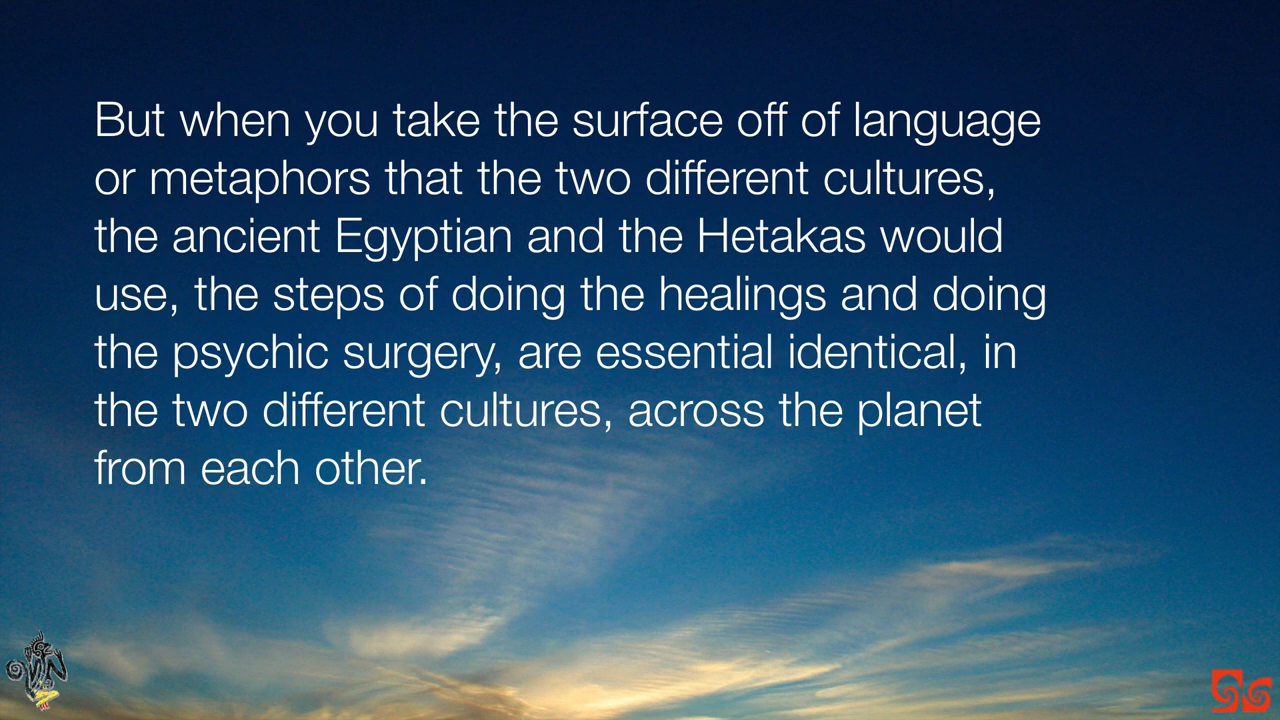 But when you take the surface off of language
or metaphors that the two different cultures,
the ancient Egyptian and the Hetakas would
use, the steps of doing the healings and doing
the psychic surgery, are essential identical, in
the two different cultures, across the planet
from each other.